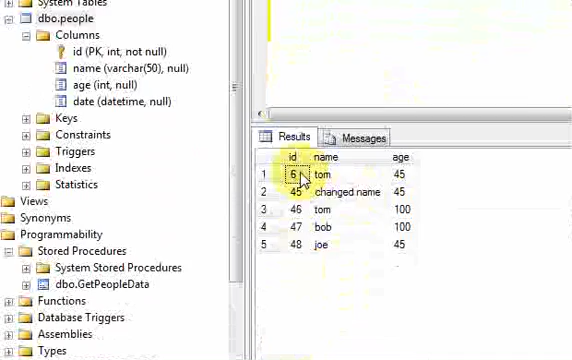 System Tables
dbo.people
Columns
id (PK, int, not null)
name (varchar(50), null)
age (int, null)
date (datetime, null)
Keys
Constraints
Triggers
Indexes
Statistics
Views
Synonyms
Programmability
Stored Procedures
System Stored Procedures
dbo.GetPeopleData
Functions
Database Triggers
Assemblies
Types
Results Messages
id name age
1 6 tom 45
2 45 changed name 45
3 46 tom 100
4 47 bob 100
5 48 joe 45